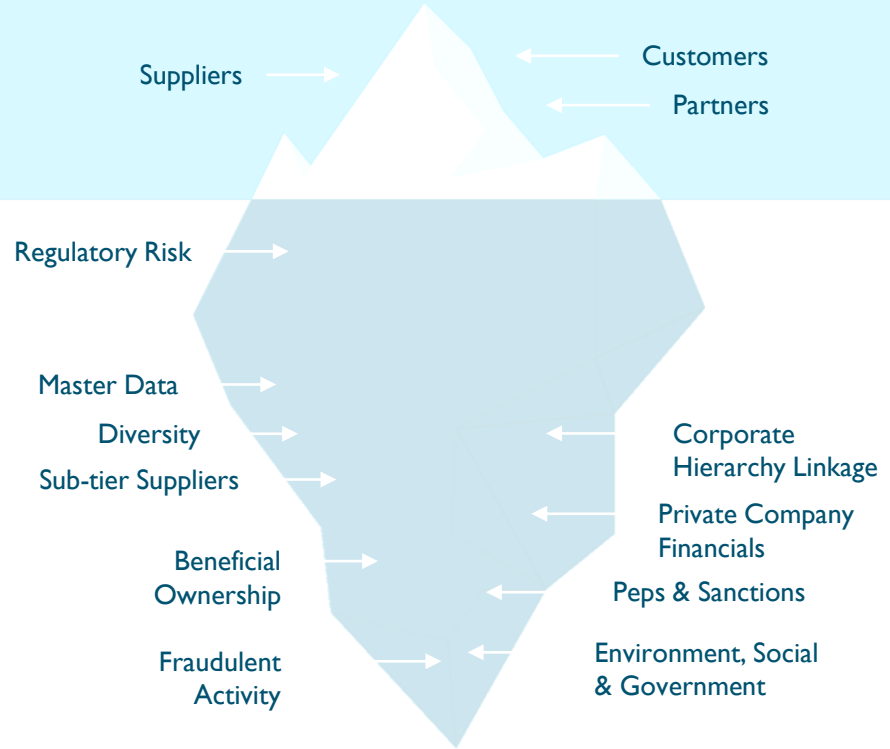 Suppliers
Customers
Partners
Regulatory Risk
Master Data
Diversity
Sub-tier Suppliers
Beneficial
Ownership
Fraudulent
Activity
Corporate
Hierarchy Linkage
Private Company
Financials
Peps & Sanctions
Environment, Social
& Government